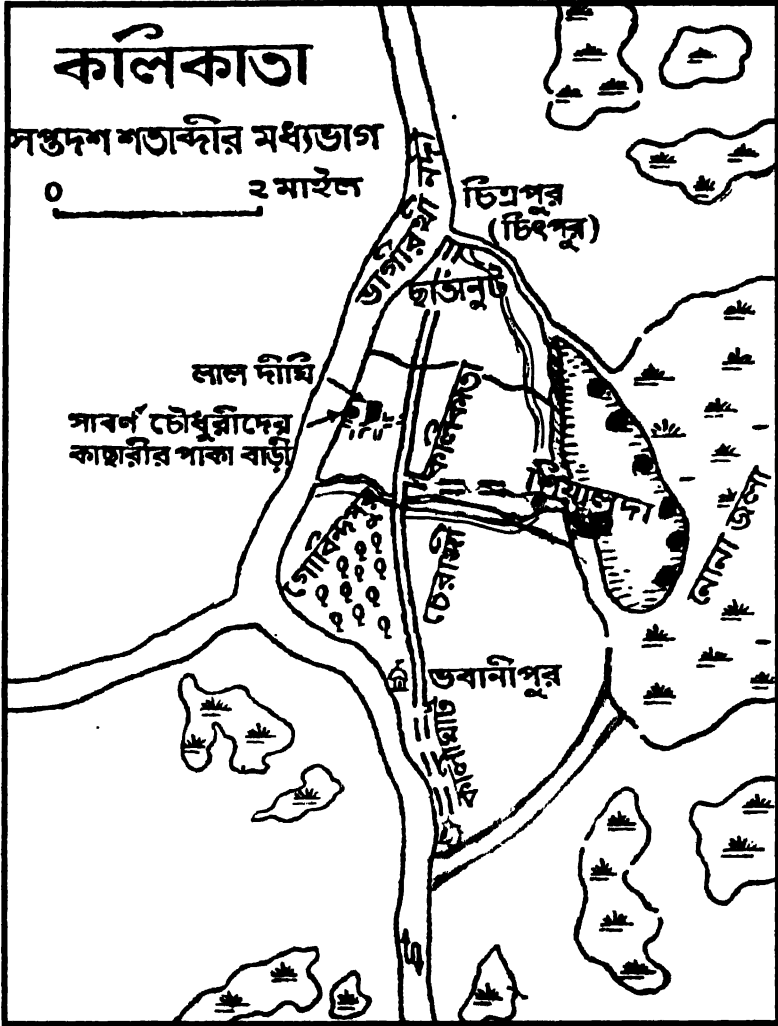 কলিকাতা
সপ্তদশ শতাব্দীর মধ্যভাগ
০ ২ মাইল
ভাগীরথী নদী
চিত্রপুর
(চিৎপুর)
ছাতানুট
লাল দীঘি
সাবর্ণ চৌধুরীদের
কাছারীর পাকা বাড়ী
কলিকাতা
শিয়ালদা
নোনা জলা
গোবিন্দপুর
চৌরঙ্গী
ভবানীপুর
কালীঘাট